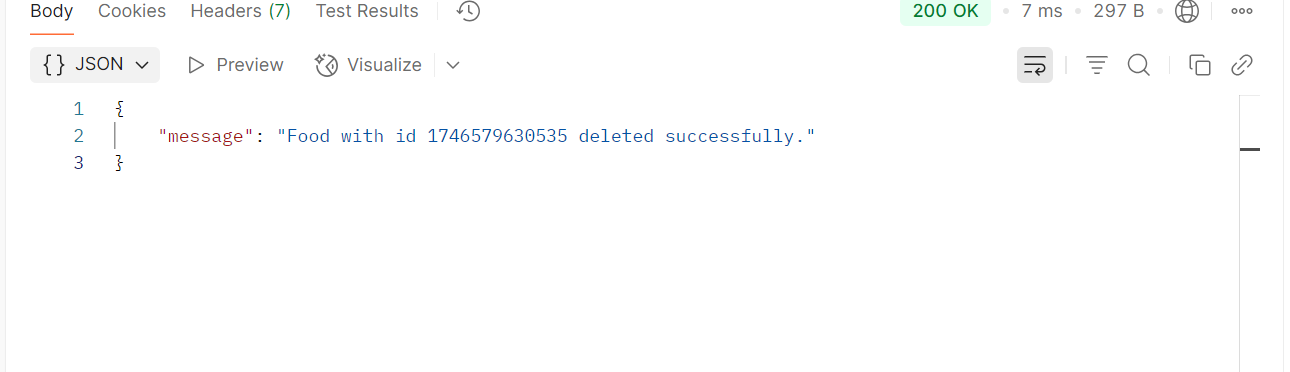 Body Cookies Headers (7) Test Results 200 OK 7 ms 297 B
{} JSON Preview Visualize
1 {
2 "message": "Food with id 1746579630535 deleted successfully."
3 }